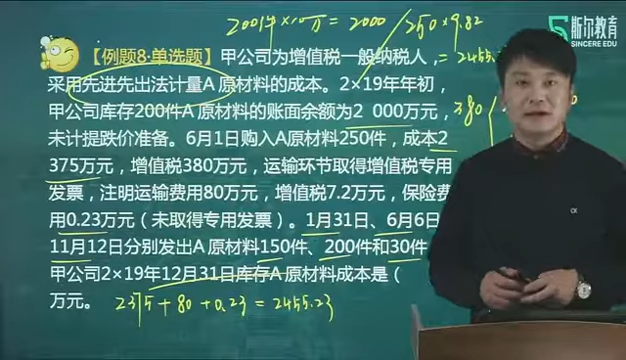 200件×10万=2000 / 250*9.82
斯尔教育
SINCERE EDU
【例题8·单选题】甲公司为增值税一般纳税人,
= 2455.
采用先进先出法计量A 原材料的成本。2×19年年初,
甲公司库存200件A 原材料的账面余额为2 000万元,
380
未计提跌价准备。6月1日购入A原材料250件,成本2
375万元,增值税380万元,运输环节取得增值税专用
发票,注明运输费用80万元,增值税7.2万元,保险费
用0.23万元(未取得专用发票)。1月31日、6月6日
11月12日分别发出A 原材料150件、200件和30件
甲公司2×19年12月31日库存A 原材料成本是(
万元。 2375+80+0.23=2455.23